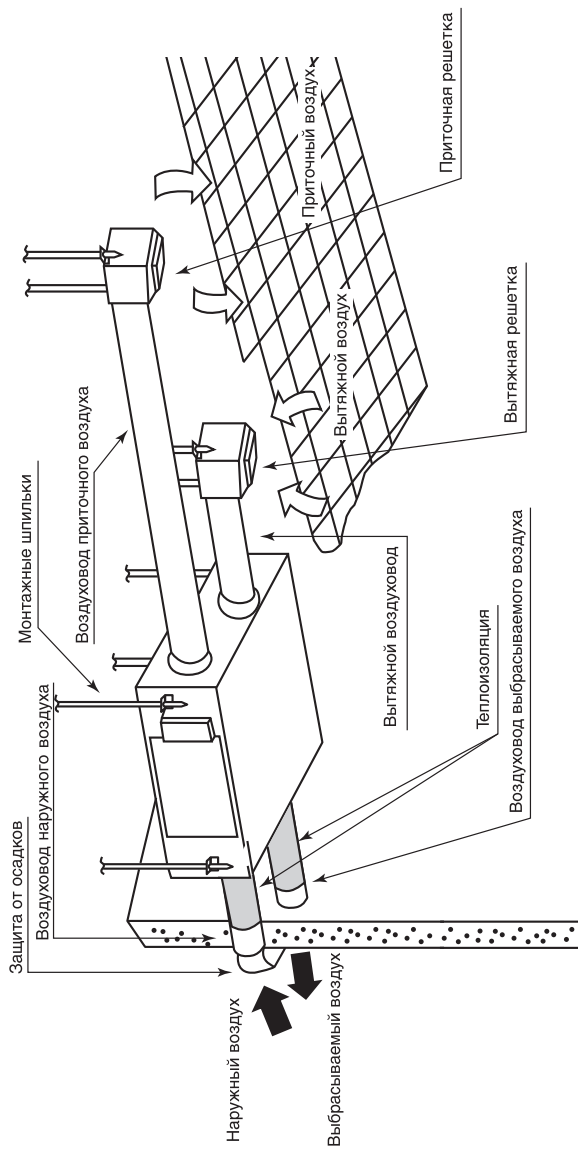 Защита от осадков
Воздуховод наружного воздуха
Монтажные шпильки
Воздуховод приточного воздуха
Наружный воздух
Выбрасываемый воздух
Приточный воздух
Вытяжной воздух
Вытяжной воздуховод
Теплоизоляция
Воздуховод выбрасываемого воздуха
Вытяжная решетка
Приточная решетка